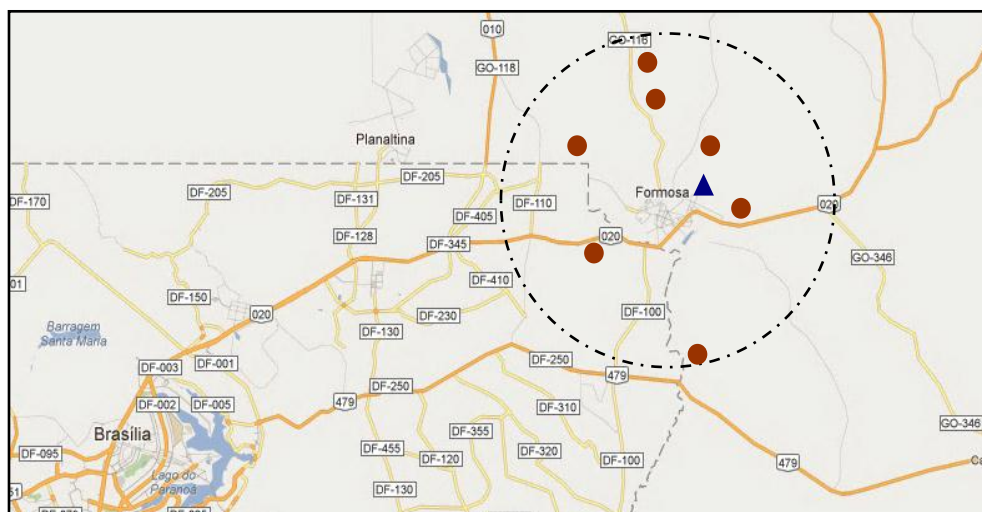 010
GO-116
GO-118
Planaltina
DF-205
DF-205
DF-170
DF-131
DF-110
Formosa
020
DF-405
DF-128
DF-345
020
GO-346
DF-410
DF-150
020
DF-230
DF-100
Barragem
Santa Maria
DF-130
DF-003
DF-001
DF-250
479
DF-250
DF-002
DF-005
479
DF-310
Brasília
DF-355
GO-346
DF-095
DF-455
DF-120
DF-320
DF-100
479
Lago do
Paranoá
DF-130